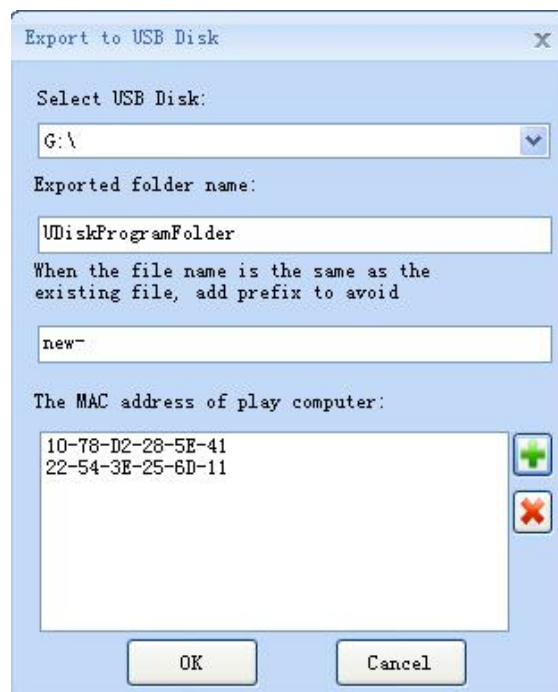 Export to USB Disk
Select USB Disk:
G:\
Exported folder name:
UDiskProgramFolder
When the file name is the same as the
existing file, add prefix to avoid
new-
The MAC address of play computer:
10-78-D2-28-5E-41
22-54-3E-25-6D-11
OK
Cancel